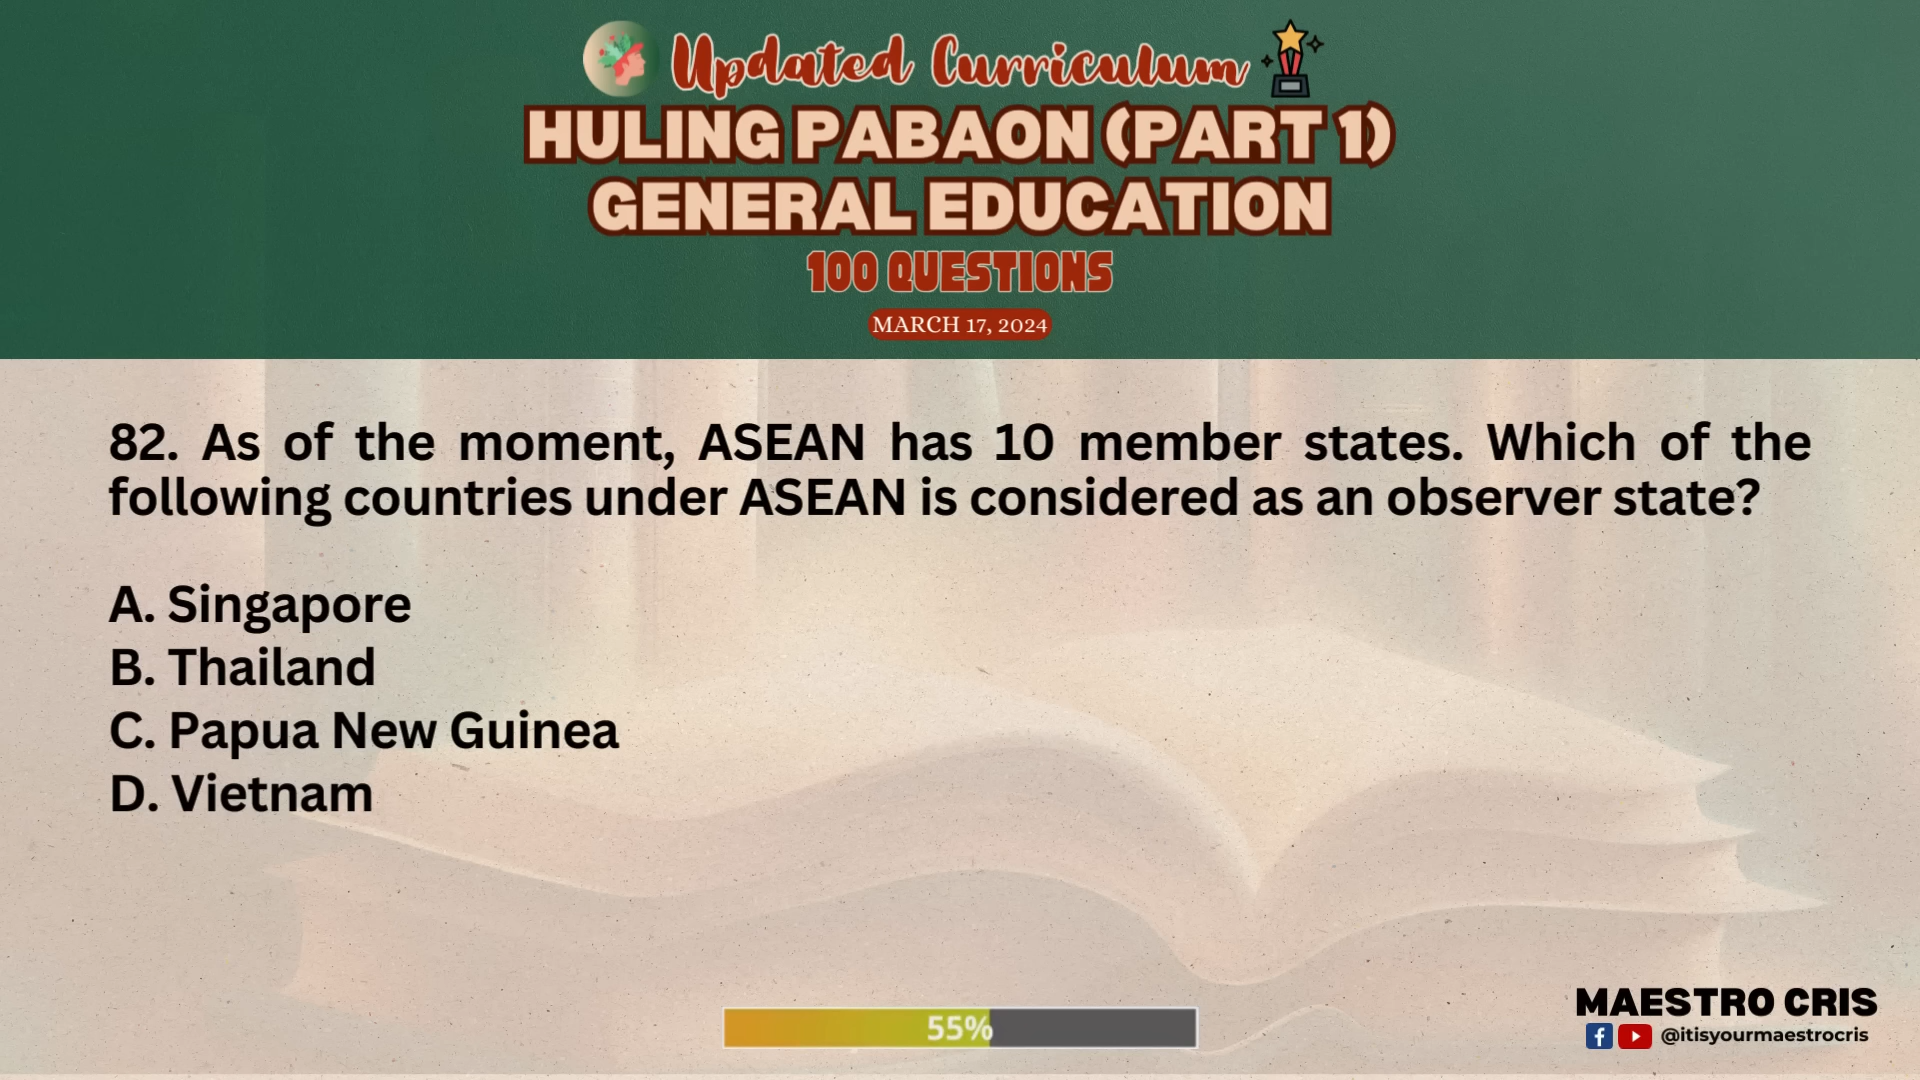 Updated Curriculum
HULING PABAON (PART 1)
GENERAL EDUCATION
100 QUESTIONS
MARCH 17, 2024
82. As of the moment, ASEAN has 10 member states. Which of the
following countries under ASEAN is considered as an observer state?
A. Singapore
B. Thailand
C. Papua New Guinea
D. Vietnam
55%
MAESTRO CRIS
@itisyourmaestrocris